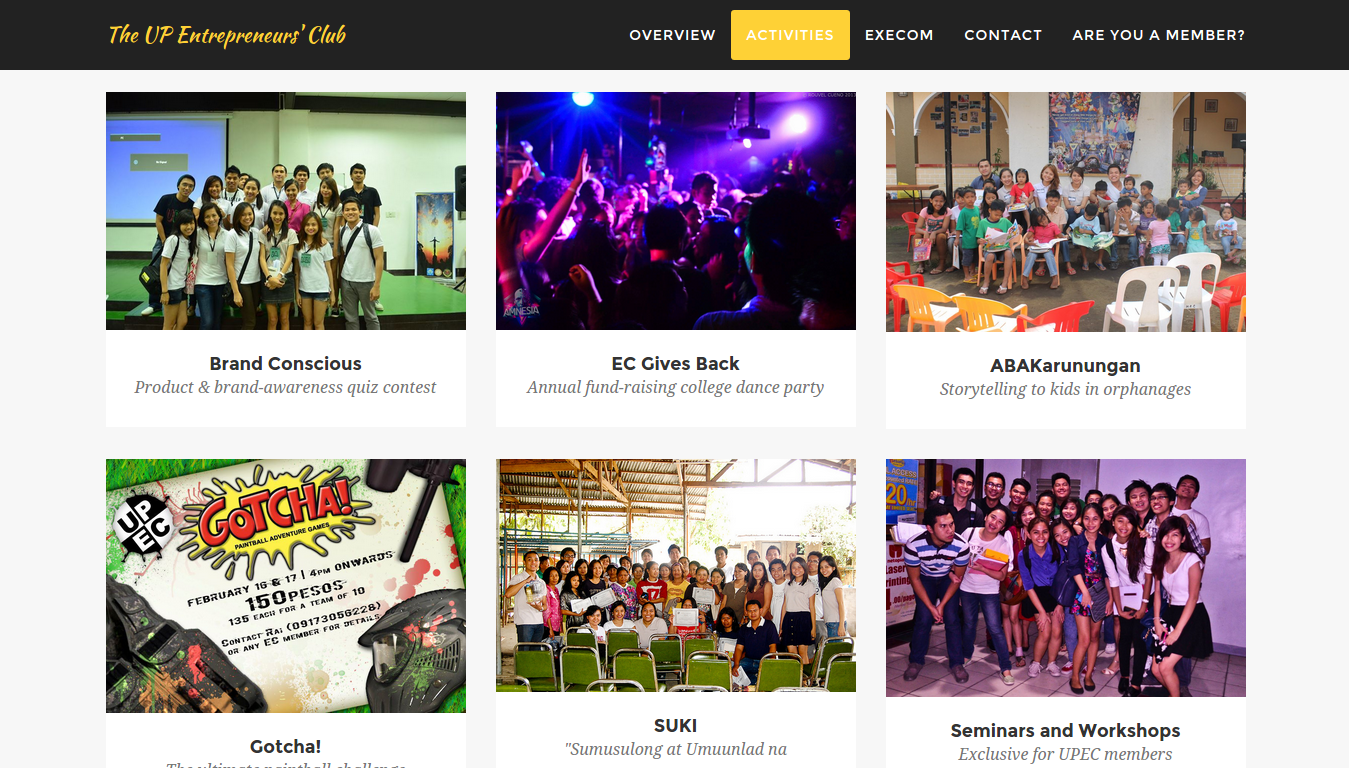 The UP Entrepreneurs' Club
OVERVIEW
ACTIVITIES
EXECOM
CONTACT
ARE YOU A MEMBER?
AMNESIA
Brand Conscious
Product & brand-awareness quiz contest
EC Gives Back
Annual fund-raising college dance party
ABAKarunungan
Storytelling to kids in orphanages
UP
EC
GOTCHA!
PAINTBALL ADVENTURE GAMES
FEBRUARY 16 & 17 | 4PM ONWARDS
150PESOS
135 EACH FOR A TEAM OF 10
CONTACT RAI (09173056228)
OR ANY EC MEMBER FOR DETAILS
Gotcha!
The ultimate paintball challenge
SUKI
"Sumusulong at Umuunlad na
20
Seminars and Workshops
Exclusive for UPEC members